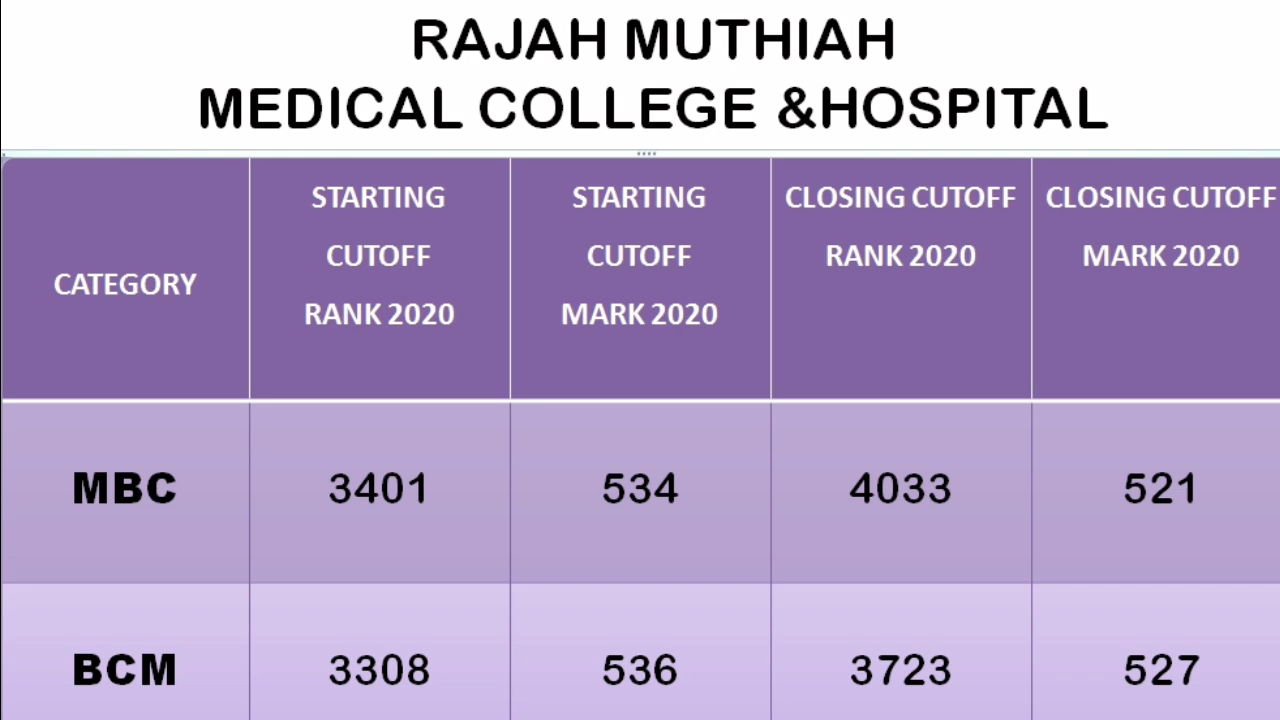 RAJAH MUTHIAH
MEDICAL COLLEGE &HOSPITAL
CATEGORY
STARTING
CUTOFF
RANK 2020
STARTING
CUTOFF
MARK 2020
CLOSING CUTOFF
RANK 2020
CLOSING CUTOFF
MARK 2020
MBC 3401 534 4033 521
BCM 3308 536 3723 527